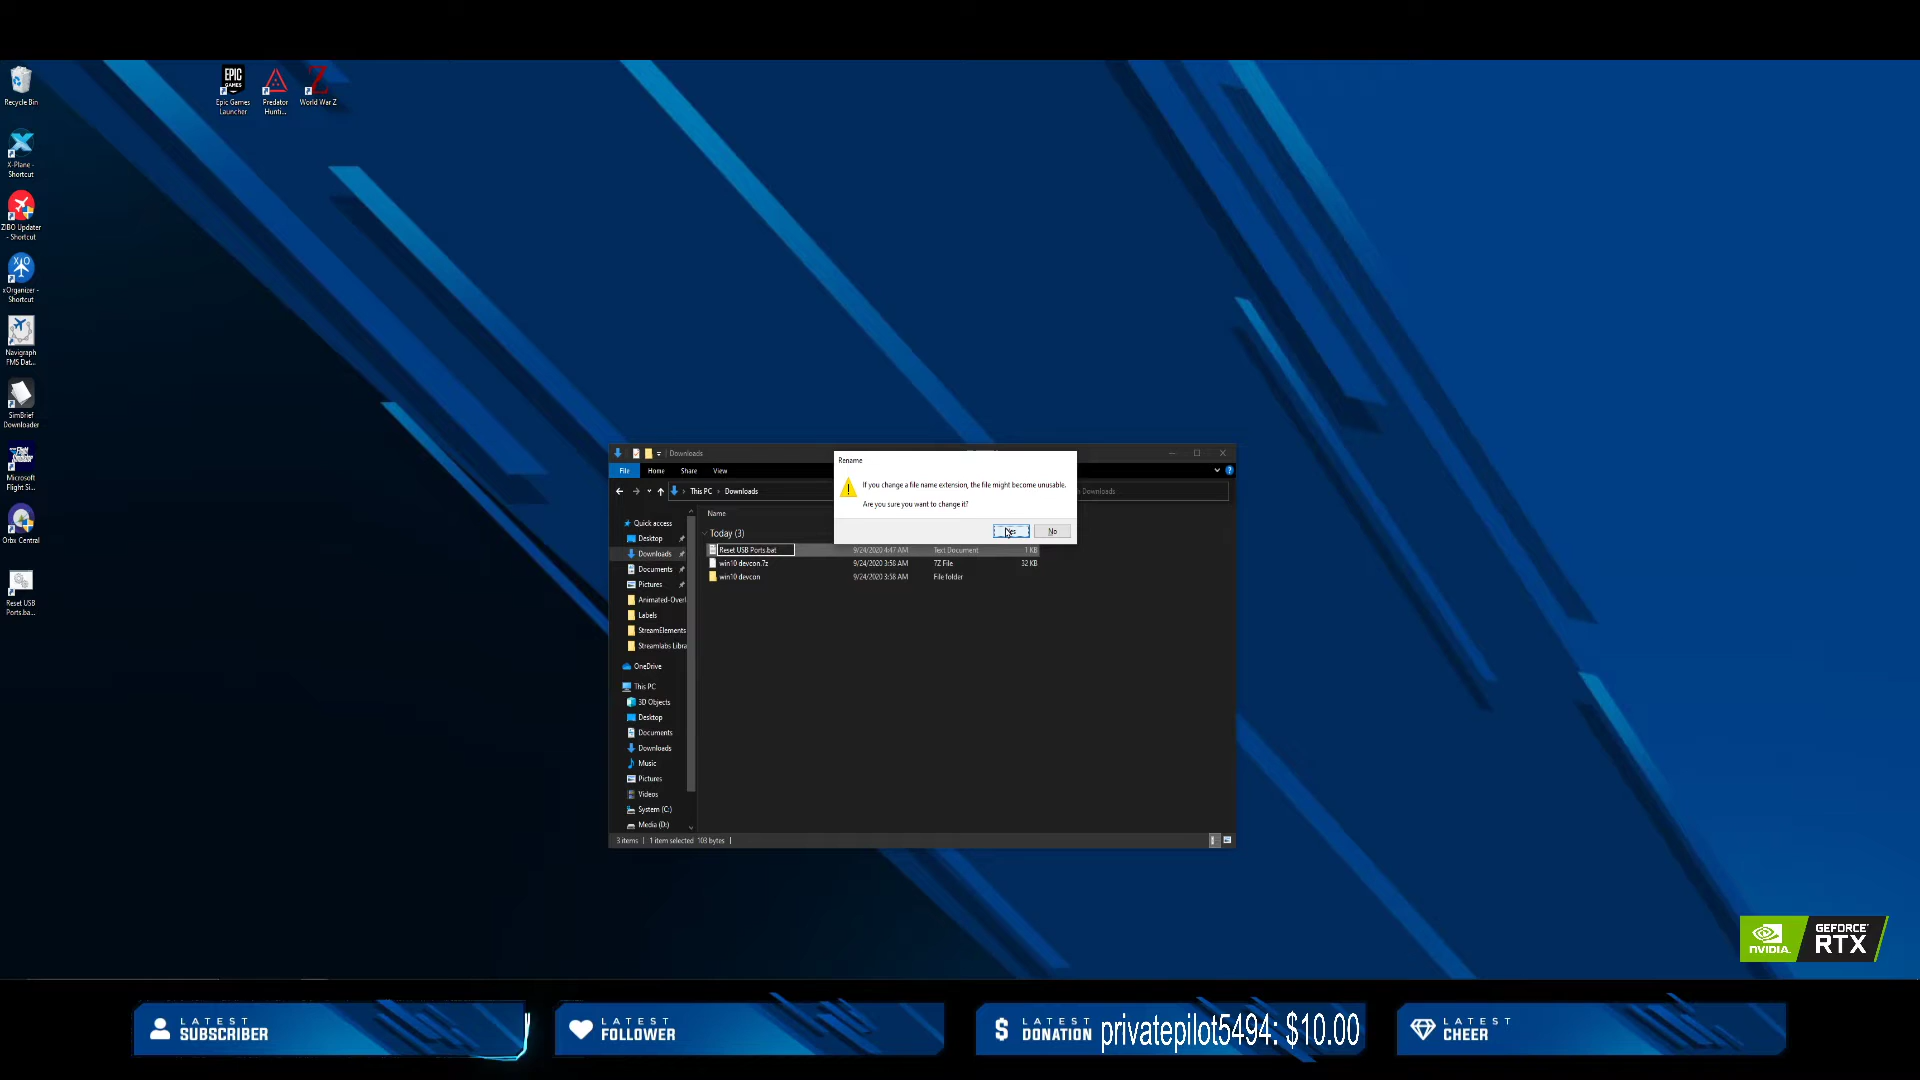 Recycle Bin
X-Plane -
Shortcut
ZIBO Updater
- Shortcut
xOrganizer -
Shortcut
Navigraph
FMS Dat...
SimBrief
Downloader
Microsoft
Flight Si...
Orbx Central
Reset USB
Ports.ba...
EPIC
GAMES
Epic Games
Launcher
Predator
Hunti...
World War Z
Downloads
File
Home
Share
View
This PC
Downloads
Downloads
Name
Today (3)
Reset USB Ports.bat
9/24/2020 4:47 AM
Text Document
1 KB
win10 devcon.7z
9/24/2020 3:58 AM
7Z File
32 KB
win10 devcon
9/24/2020 3:58 AM
File folder
Quick access
Desktop
Downloads
Documents
Pictures
Animated-Overl
Labels
StreamElements
Streamlabs Libra
OneDrive
This PC
3D Objects
Desktop
Documents
Downloads
Music
Pictures
Videos
System (C:)
Media (D:)
3 items
1 item selected 103 bytes
Rename
If you change a file name extension, the file might become unusable.
Are you sure you want to change it?
Yes
No
NVIDIA.
GEFORCE
RTX
LATEST
SUBSCRIBER
LATEST
FOLLOWER
LATEST
DONATION
privatepilot5494: $10.00
LATEST
CHEER